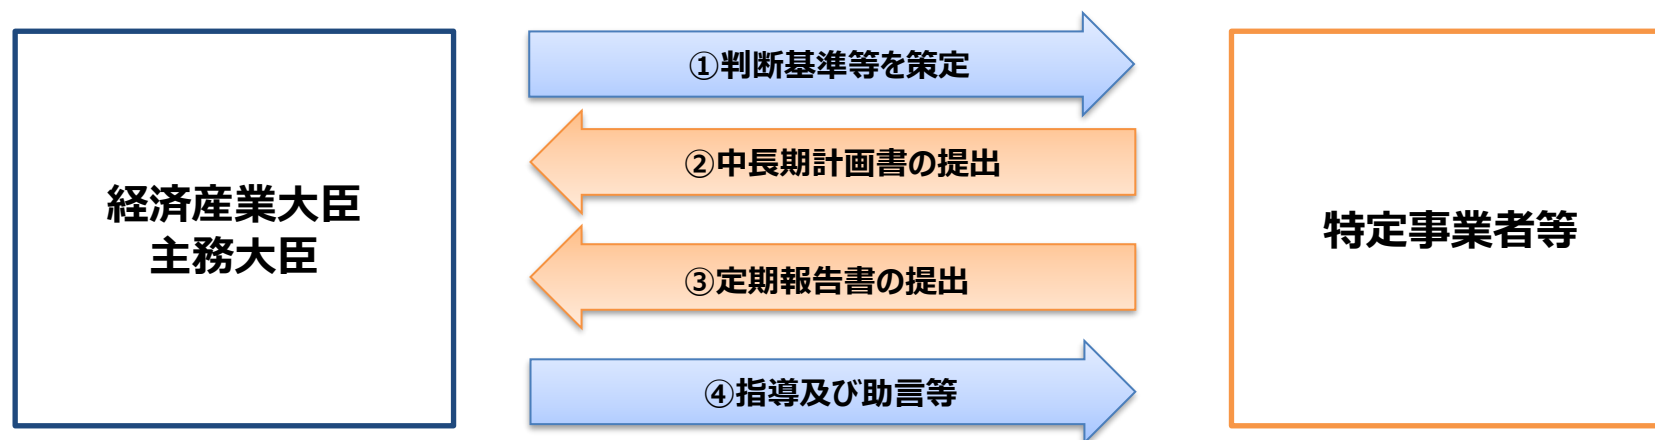 経済産業大臣
主務大臣
①判断基準等を策定
②中長期計画書の提出
③定期報告書の提出
④指導及び助言等
特定事業者等